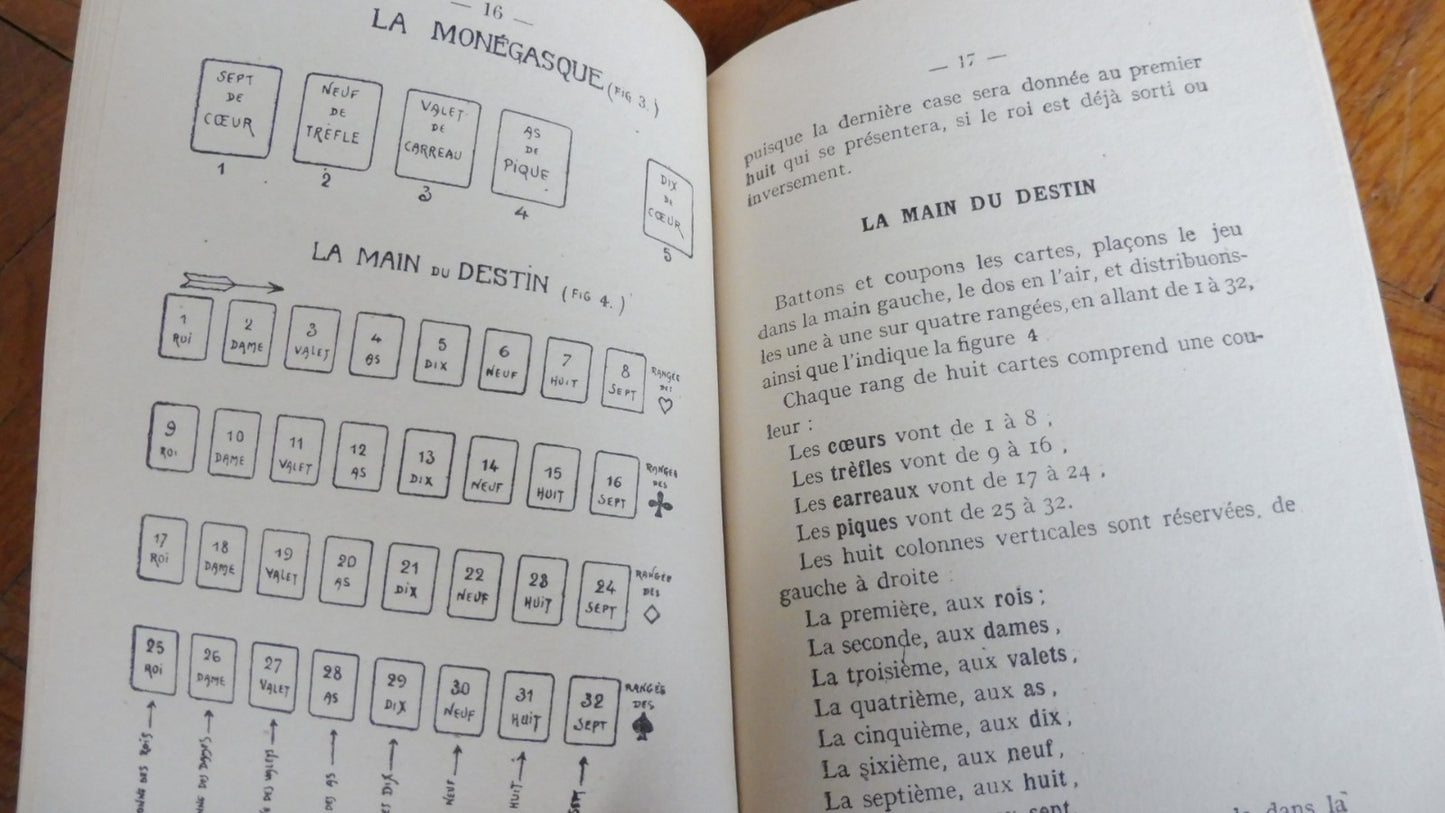 — 16 —
LA MONÉGASQUE (FIG 3.)
SEPT DE CŒUR
1
NEUF DE TRÈFLE
2
VALET DE CARREAU
3
AS DE PIQUE
4
DIX DE CŒUR
5
LA MAIN DU DESTIN (FIG 4.)
1 ROI
2 DAME
3 VALET
4 AS
5 DIX
6 NEUF
7 HUIT
8 SEPT
RANGÉE DES
9 ROI
10 DAME
11 VALET
12 AS
13 DIX
14 NEUF
15 HUIT
16 SEPT
RANGÉE DES
17 ROI
18 DAME
19 VALET
20 AS
21 DIX
22 NEUF
23 HUIT
24 SEPT
RANGÉE DES
25 ROI
26 DAME
27 VALET
28 AS
29 DIX
30 NEUF
31 HUIT
32 SEPT
RANGÉE DES
NEUF
HUIT
— 17 —
puisque la dernière case sera donnée au premier
huit qui se présentera, si le roi est déjà sorti ou
inversement.
LA MAIN DU DESTIN
Battons et coupons les cartes, plaçons le jeu
dans la main gauche, le dos en l'air, et distribuons-
les une à une sur quatre rangées, en allant de 1 à 32,
ainsi que l'indique la figure 4
Chaque rang de huit cartes comprend une cou-
leur :
Les cœurs vont de 1 à 8 ;
Les trèfles vont de 9 à 16 ,
Les earreaux vont de 17 à 24 ,
Les piques vont de 25 à 32.
Les huit colonnes verticales sont réservées, de
gauche à droite :
La première, aux rois ;
La seconde, aux dames ,
La troisième, aux valets ,
La quatrième, aux as ,
La cinquième, aux dix ,
La sixième, aux neuf ,
La septième, aux huit ,
sept
dans la